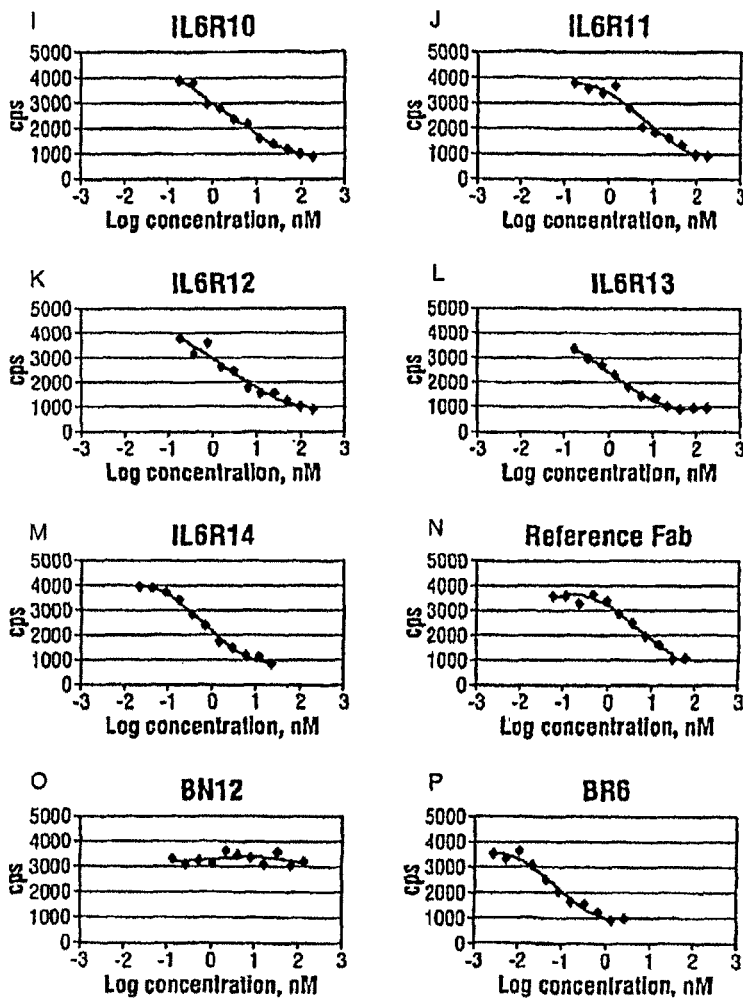 I IL6R10
5000
4000
3000
2000
1000
0
cps
-3 -2 -1 0 1 2 3
Log concentration, nM
J IL6R11
5000
4000
3000
2000
1000
0
cps
-3 -2 -1 0 1 2 3
Log concentration, nM
K IL6R12
5000
4000
3000
2000
1000
0
cps
-3 -2 -1 0 1 2 3
Log concentration, nM
L IL6R13
5000
4000
3000
2000
1000
0
cps
-3 -2 -1 0 1 2 3
Log concentration, nM
M IL6R14
5000
4000
3000
2000
1000
0
cps
-3 -2 -1 0 1 2 3
Log concentration, nM
N Reference Fab
5000
4000
3000
2000
1000
0
cps
-3 -2 -1 0 1 2 3
Log concentration, nM
O BN12
5000
4000
3000
2000
1000
0
cps
-3 -2 -1 0 1 2 3
Log concentration, nM
P BR6
5000
4000
3000
2000
1000
0
cps
-3 -2 -1 0 1 2 3
Log concentration, nM